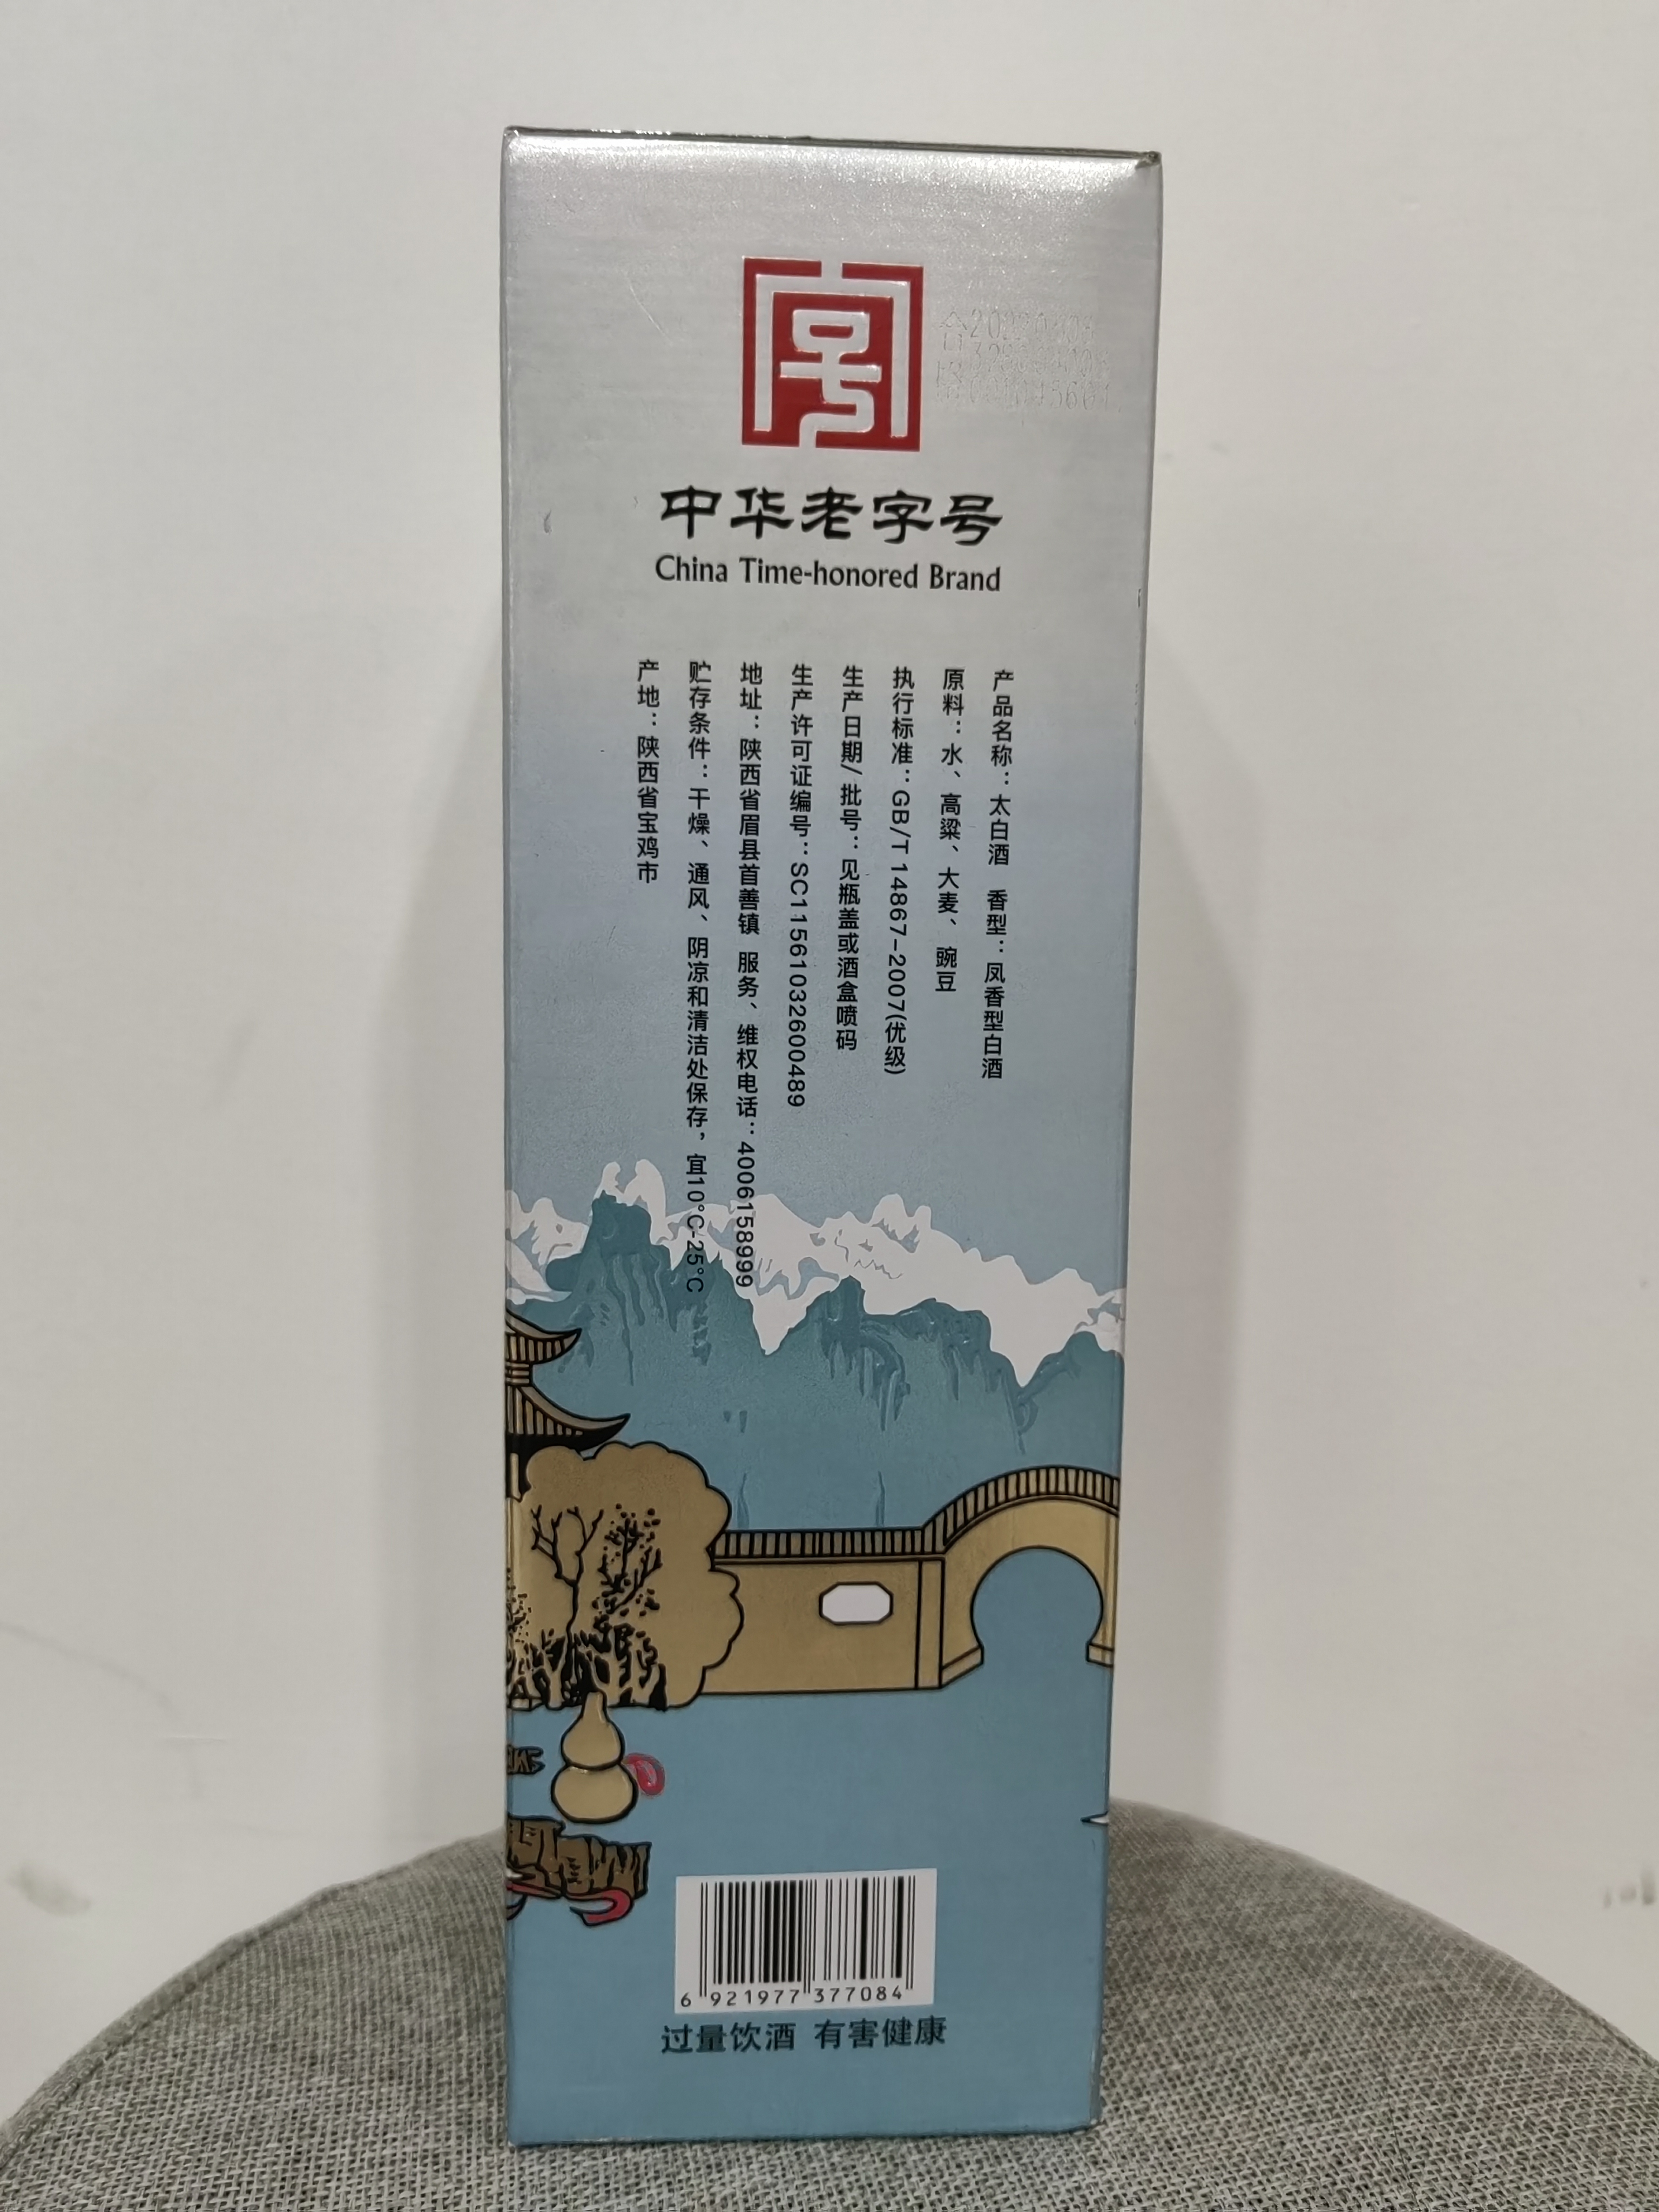 中华老字号
China Time-honored Brand
产品名称：太白酒 香型：凤香型白酒
原料：水、高粱、大麦、豌豆
执行标准：GB/T 14867-2007(优级)
生产日期/批号：见瓶盖或酒盒喷码
生产许可证编号：SC11561032600489
地址：陕西省眉县首善镇 服务、维权电话：4006158999
贮存条件：干燥、通风、阴凉和清洁处保存，宜10°C-25°C
产地：陕西省宝鸡市
6 921977 377084
过量饮酒 有害健康